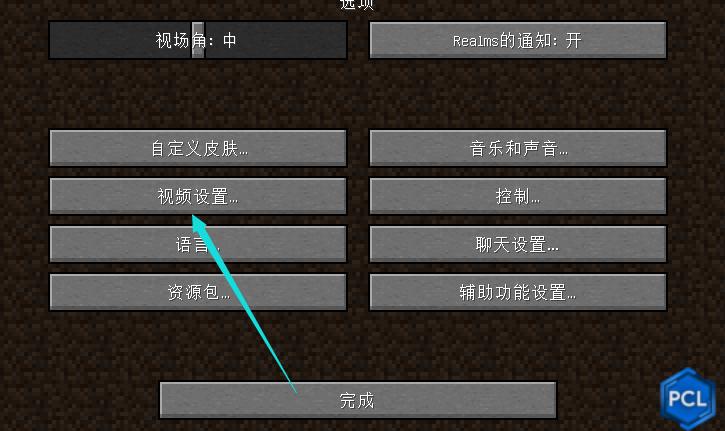 选项
视场角: 中
Realms的通知: 开
自定义皮肤...
音乐和声音...
视频设置...
控制...
语言...
聊天设置...
资源包...
辅助功能设置...
完成
PCL